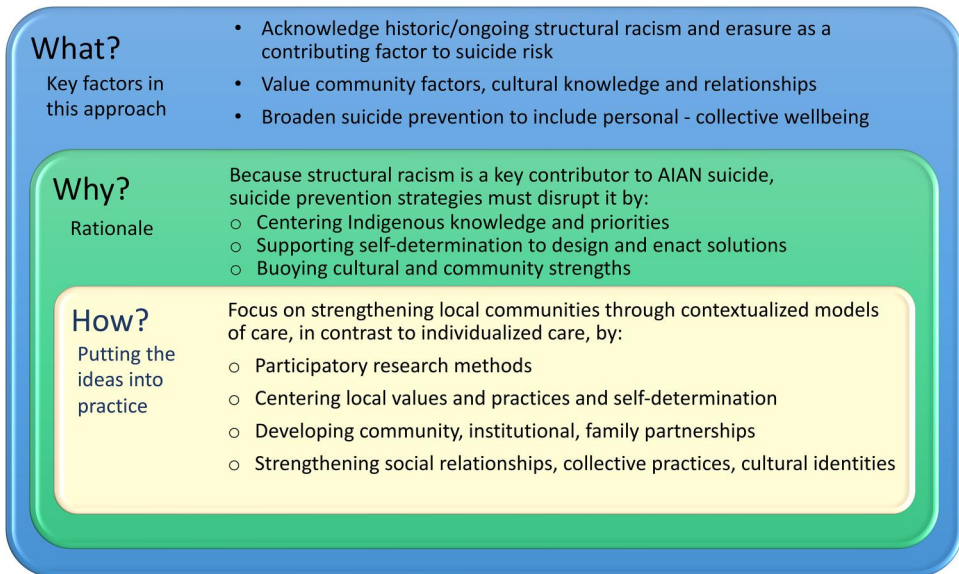 What?
Key factors in
this approach
• Acknowledge historic/ongoing structural racism and erasure as a
contributing factor to suicide risk
• Value community factors, cultural knowledge and relationships
• Broaden suicide prevention to include personal - collective wellbeing
Why?
Rationale
Because structural racism is a key contributor to AIAN suicide,
suicide prevention strategies must disrupt it by:
o Centering Indigenous knowledge and priorities
o Supporting self-determination to design and enact solutions
o Buoying cultural and community strengths
How?
Putting the
ideas into
practice
Focus on strengthening local communities through contextualized models
of care, in contrast to individualized care, by:
o Participatory research methods
o Centering local values and practices and self-determination
o Developing community, institutional, family partnerships
o Strengthening social relationships, collective practices, cultural identities